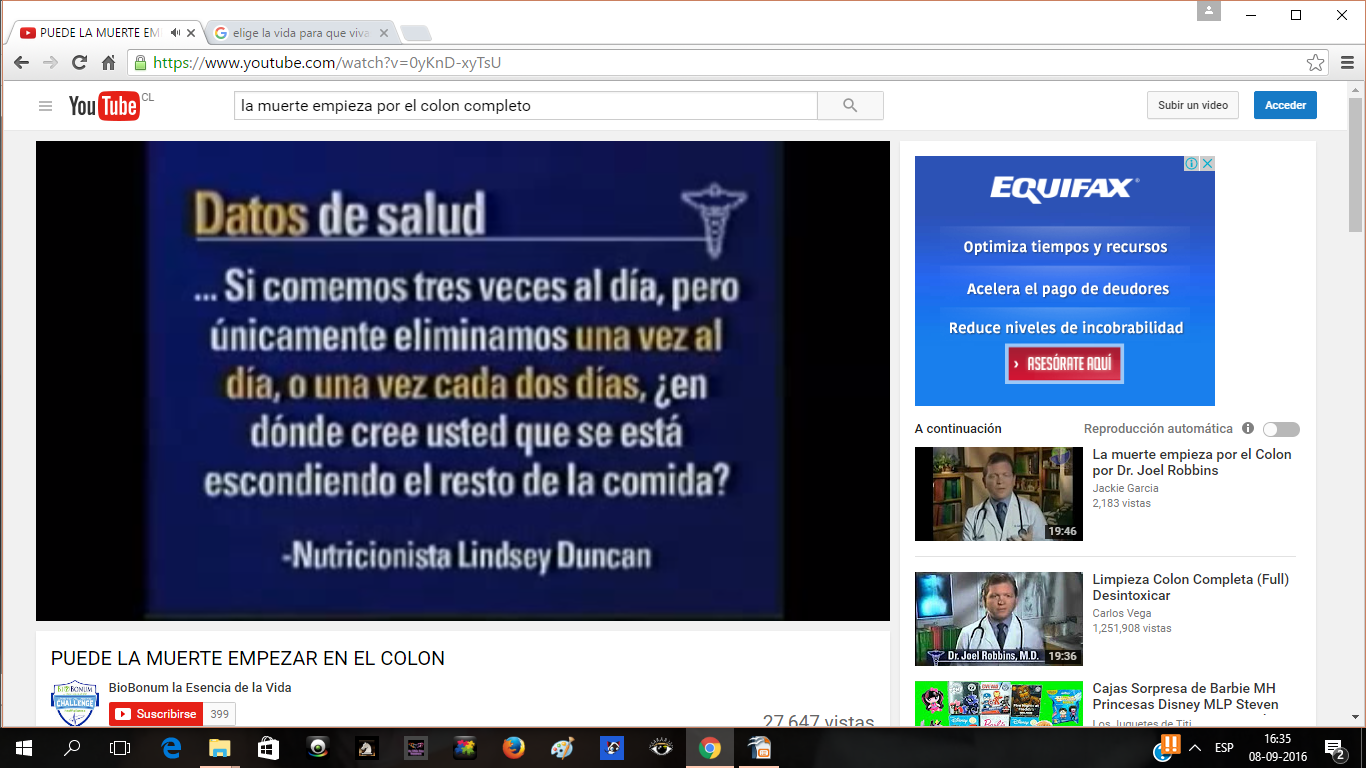 PUEDE LA MUERTE EM
elige la vida para que viva
https://www.youtube.com/watch?v=0yKnD-xyTsU
YouTube CL
la muerte empieza por el colon completo
Subir un video
Acceder
Datos de salud
... Si comemos tres veces al día, pero
únicamente eliminamos una vez al
día, o una vez cada dos días, ¿en
dónde cree usted que se está
escondiendo el resto de la comida?
-Nutricionista Lindsey Duncan
PUEDE LA MUERTE EMPEZAR EN EL COLON
BIOBONUM
CHALLENGE
BioBonum la Esencia de la Vida
Suscribirse 399
27,647 vistas
EQUIFAX
Optimiza tiempos y recursos
Acelera el pago de deudores
Reduce niveles de incobrabilidad
› ASESÓRATE AQUÍ
A continuación
Reproducción automática
La muerte empieza por el Colon
por Dr. Joel Robbins
Jackie Garcia
2,183 vistas
19:46
Limpieza Colon Completa (Full)
Desintoxicar
Carlos Vega
1,251,908 vistas
Dr. Joel Robbins, M.D.
19:36
Cajas Sorpresa de Barbie MH
Princesas Disney MLP Steven
Los Juguetes de Titi
ESP
16:35
08-09-2016
2